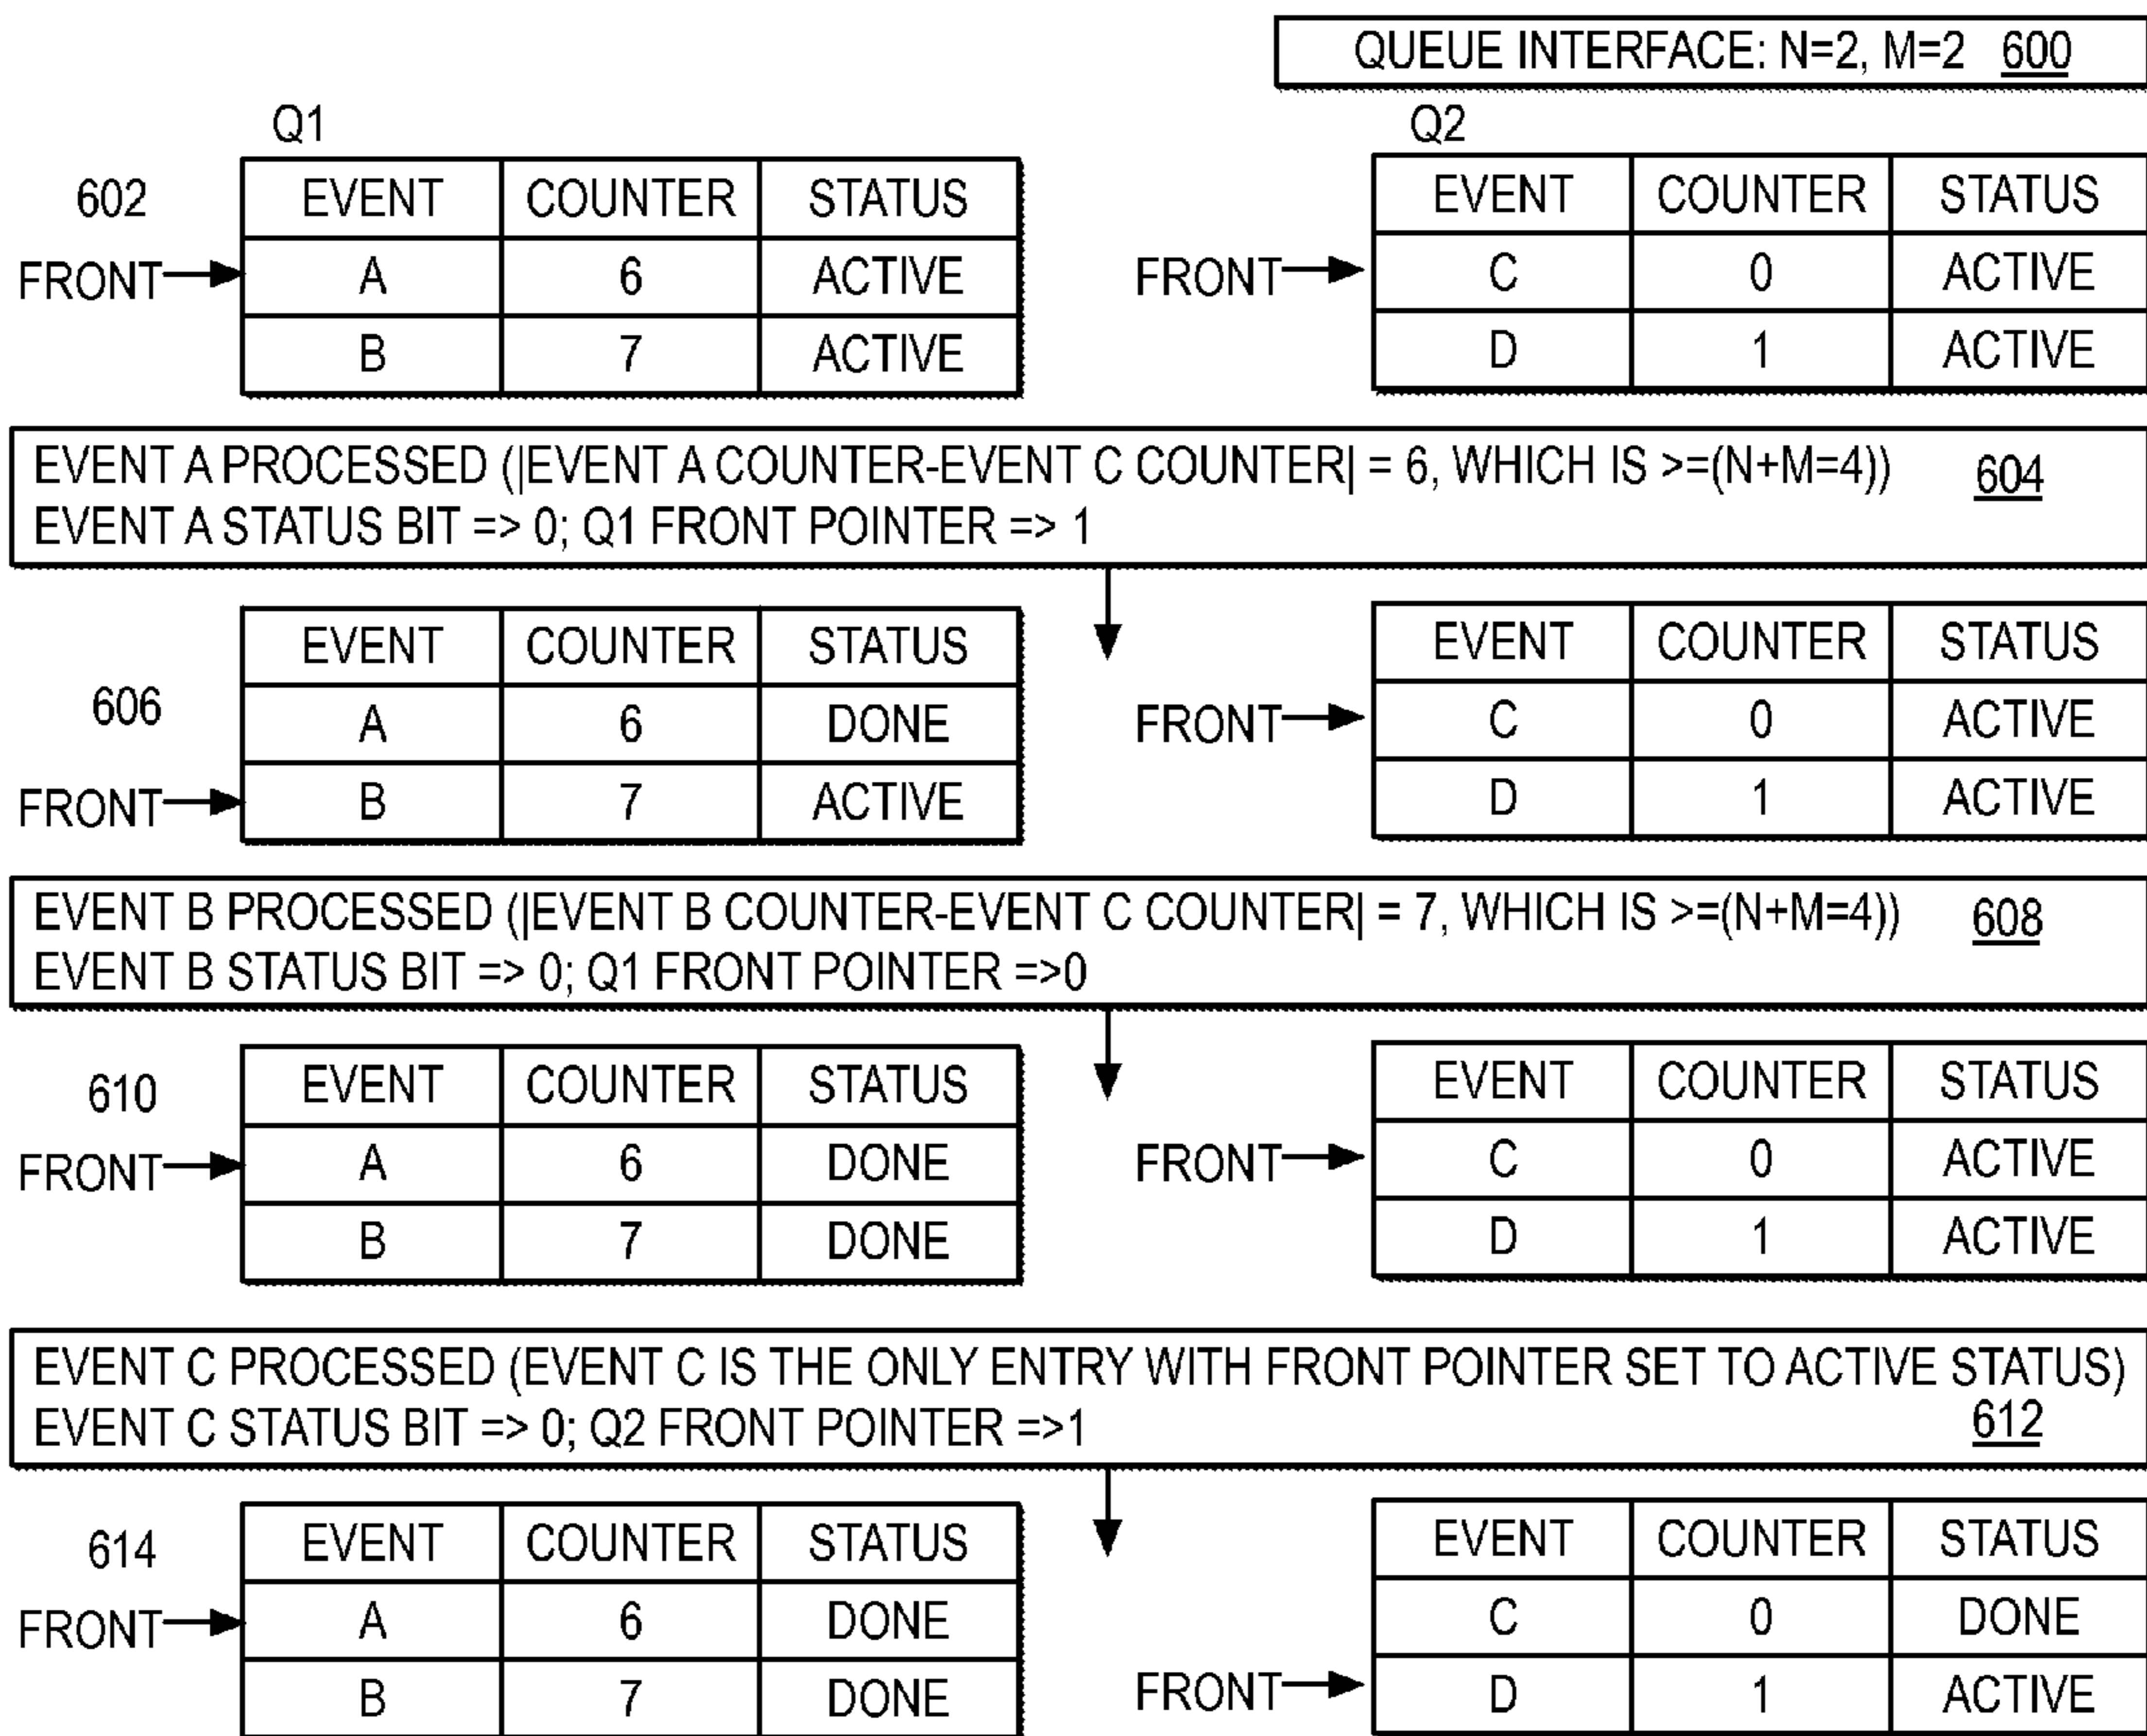 QUEUE INTERFACE: N=2, M=2 600
Q1 Q2
602 EVENT COUNTER STATUS EVENT COUNTER STATUS
FRONT A 6 ACTIVE FRONT C 0 ACTIVE
B 7 ACTIVE D 1 ACTIVE
EVENT A PROCESSED (|EVENT A COUNTER-EVENT C COUNTER| = 6, WHICH IS >=(N+M=4)) 604
EVENT A STATUS BIT => 0; Q1 FRONT POINTER => 1
EVENT COUNTER STATUS EVENT COUNTER STATUS
606 A 6 DONE FRONT C 0 ACTIVE
FRONT B 7 ACTIVE D 1 ACTIVE
EVENT B PROCESSED (|EVENT B COUNTER-EVENT C COUNTER| = 7, WHICH IS >=(N+M=4)) 608
EVENT B STATUS BIT => 0; Q1 FRONT POINTER =>0
610 EVENT COUNTER STATUS EVENT COUNTER STATUS
FRONT A 6 DONE FRONT C 0 ACTIVE
B 7 DONE D 1 ACTIVE
EVENT C PROCESSED (EVENT C IS THE ONLY ENTRY WITH FRONT POINTER SET TO ACTIVE STATUS)
EVENT C STATUS BIT => 0; Q2 FRONT POINTER =>1 612
614 EVENT COUNTER STATUS EVENT COUNTER STATUS
FRONT A 6 DONE C 0 DONE
B 7 DONE FRONT D 1 ACTIVE